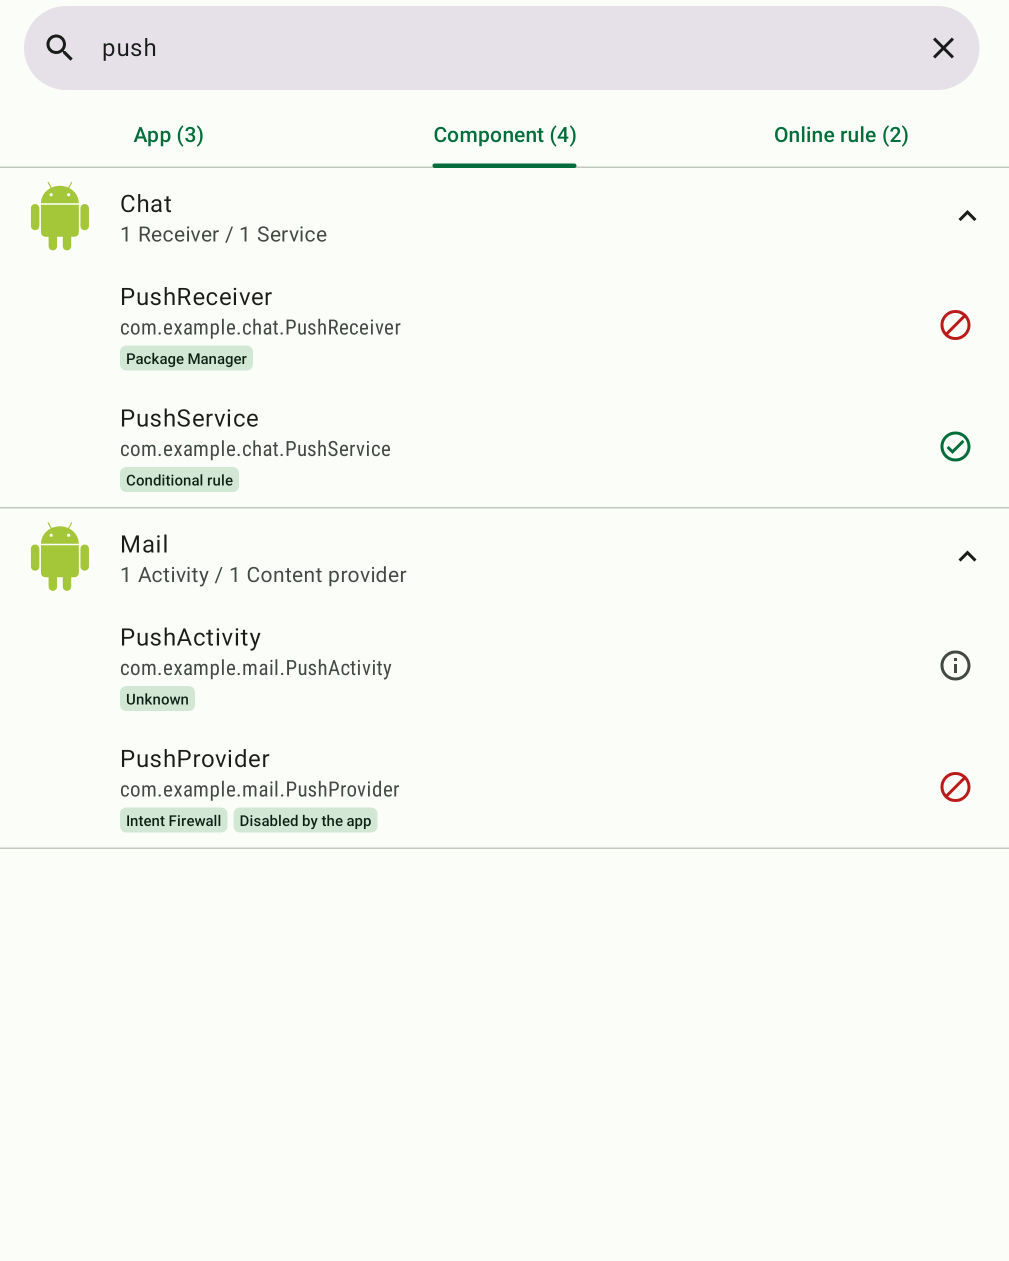 push
App (3)
Component (4)
Online rule (2)
Chat
1 Receiver / 1 Service
PushReceiver
com.example.chat.PushReceiver
Package Manager
PushService
com.example.chat.PushService
Conditional rule
Mail
1 Activity / 1 Content provider
PushActivity
com.example.mail.PushActivity
Unknown
PushProvider
com.example.mail.PushProvider
Intent Firewall Disabled by the app